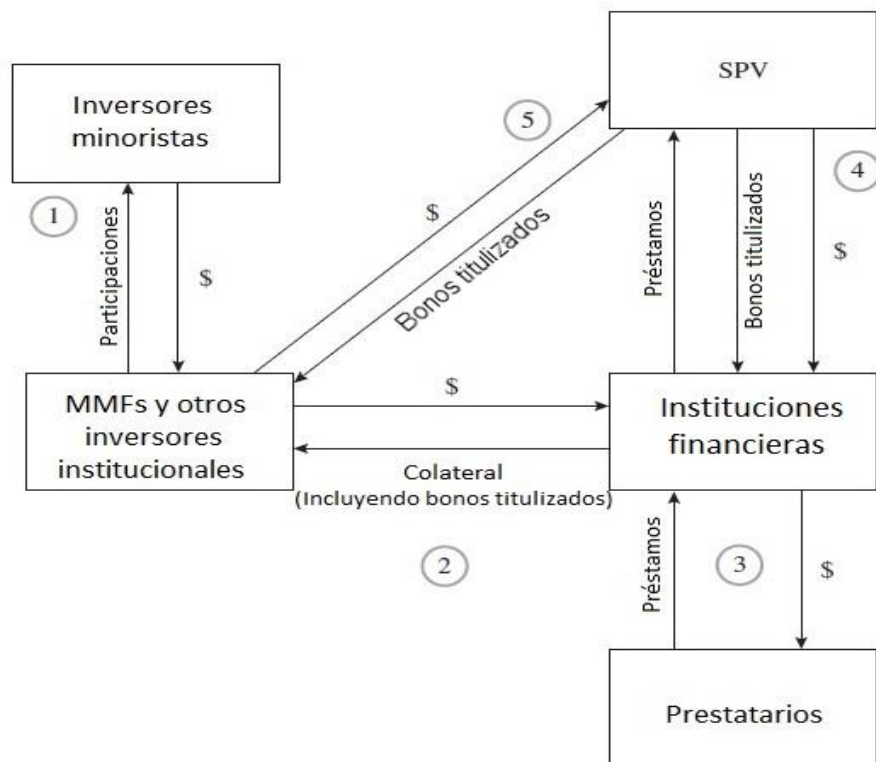 SPV
Inversores
minoristas
5
4
1
Participaciones
$
$
Bonos titulizados
Préstamos
Bonos titulizados
$
MMFs y otros
inversores
institucionales
$
Colateral
(Incluyendo bonos titulizados)
Instituciones
financieras
2
Préstamos
3
$
Prestatarios